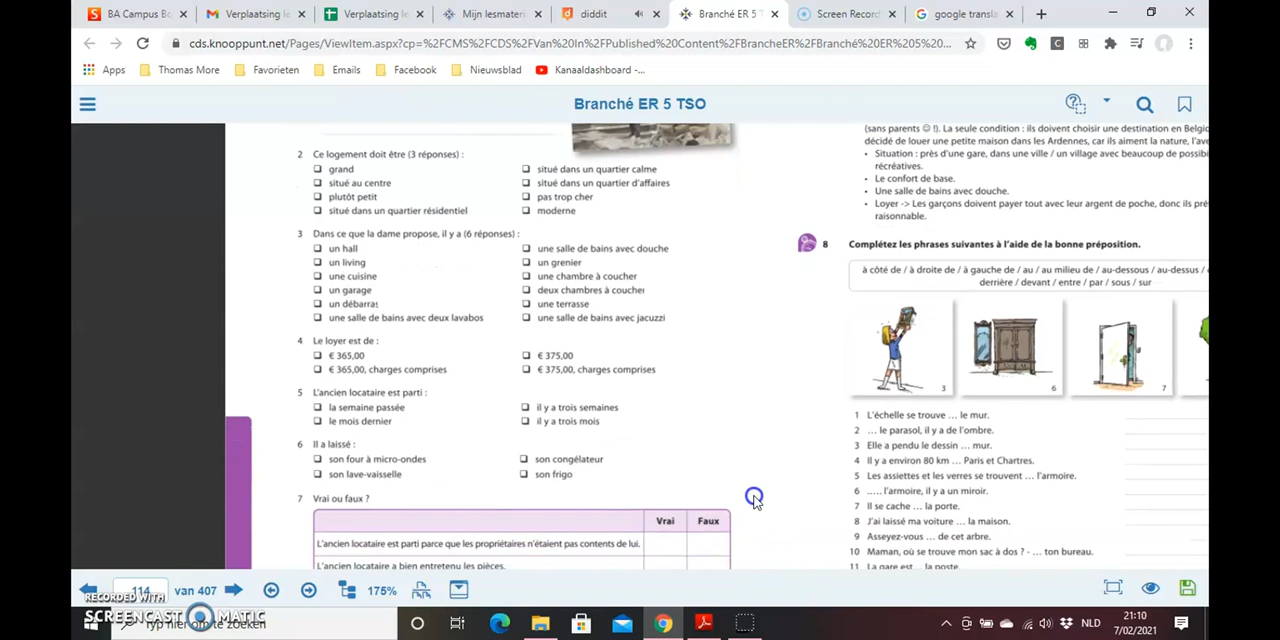 BA Campus Bo
Verplaatsing le
Verplaatsing le
Mijn lesmateri
diddit
Branché ER 5 T
Screen Record
google transla
cds.knooppunt.net/Pages/ViewItem.aspx?cp=%2FCMS%2FCDS%2FVan%20In%2FPublished%20Content%2FBrancheER%2FBranché%20ER%205%20...
Apps
Thomas More
Favorieten
Emails
Facebook
Nieuwsblad
Kanaaldashboard -...
Branché ER 5 TSO
2 Ce logement doit être (3 réponses) :
grand
situé au centre
plutôt petit
situé dans un quartier résidentiel
situé dans un quartier calme
situé dans un quartier d'affaires
pas trop cher
moderne
3 Dans ce que la dame propose, il y a (6 réponses) :
un hall
un living
une cuisine
un garage
un débarras
une salle de bains avec deux lavabos
une salle de bains avec douche
un grenier
une chambre à coucher
deux chambres à coucher
une terrasse
une salle de bains avec jacuzzi
4 Le loyer est de :
€ 365,00
€ 365,00, charges comprises
€ 375,00
€ 375,00, charges comprises
5 L'ancien locataire est parti :
la semaine passée
le mois dernier
il y a trois semaines
il y a trois mois
6 Il a laissé :
son four à micro-ondes
son lave-vaisselle
son congélateur
son frigo
7 Vrai ou faux ?
Vrai Faux
L'ancien locataire est parti parce que les propriétaires n'étaient pas contents de lui.
L'ancien locataire a bien entretenu les pièces.
(sans parents ☺ !). La seule condition : ils doivent choisir une destination en Belgi
décidé de louer une petite maison dans les Ardennes, car ils aiment la nature, l'ave
• Situation : près d'une gare, dans une ville / un village avec beaucoup de possibi
récréatives.
• Le confort de base.
• Une salle de bains avec douche.
• Loyer -> Les garçons doivent payer tout avec leur argent de poche, donc ils pré
raisonnable.
8 Complétez les phrases suivantes à l'aide de la bonne préposition.
à côté de / à droite de / à gauche de / au / au milieu de / au-dessous / au-dessus /
derrière / devant / entre / par / sous / sur
3
6
7
1 L'échelle se trouve ... le mur.
2 ... le parasol, il y a de l'ombre.
3 Elle a pendu le dessin ... mur.
4 Il y a environ 80 km ... Paris et Chartres.
5 Les assiettes et les verres se trouvent ... l'armoire.
6 ..... l'armoire, il y a un miroir.
7 Il se cache ... la porte.
8 J'ai laissé ma voiture ... la maison.
9 Asseyez-vous ... de cet arbre.
10 Maman, où se trouve mon sac à dos ? - ... ton bureau.
11 La gare est ... la poste.
114 van 407
175%
RECORDED WITH
SCREENCAST MATIC
Typ hier om te zoeken
NLD
21:10
7/02/2021